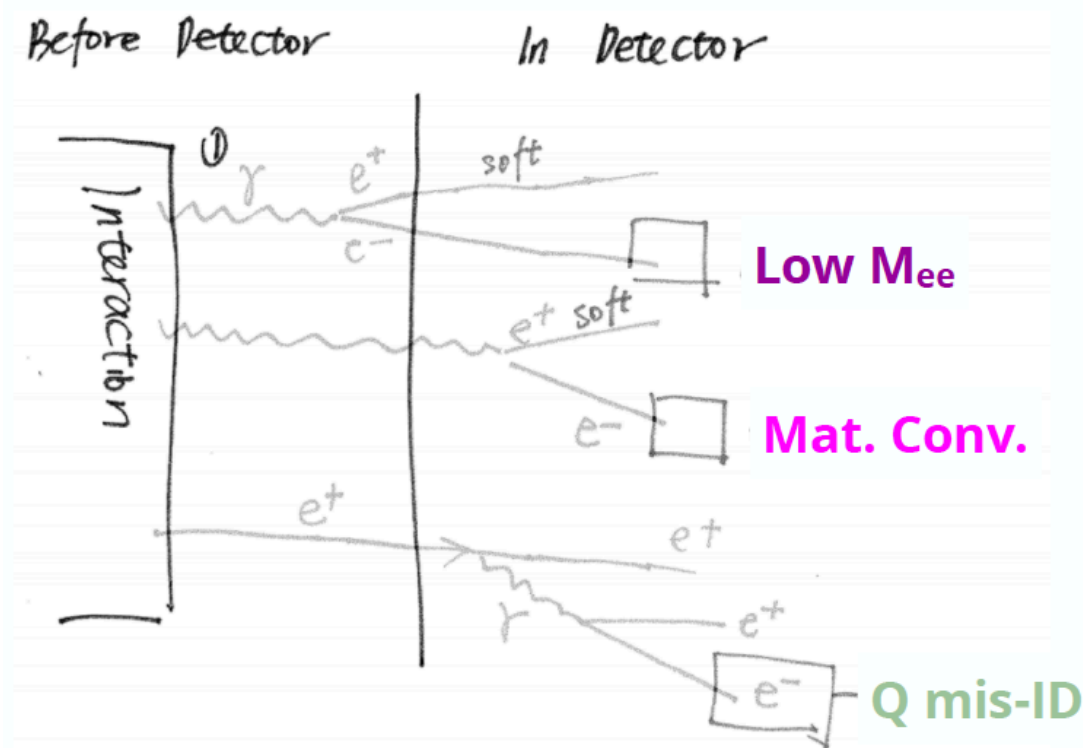 Before Detector
In Detector
①
γ
e⁺
soft
e⁻
Low Mee
Interaction
e⁺ soft
e⁻
Mat. Conv.
e⁺
e⁺
γ
e⁺
e⁻
Q mis-ID